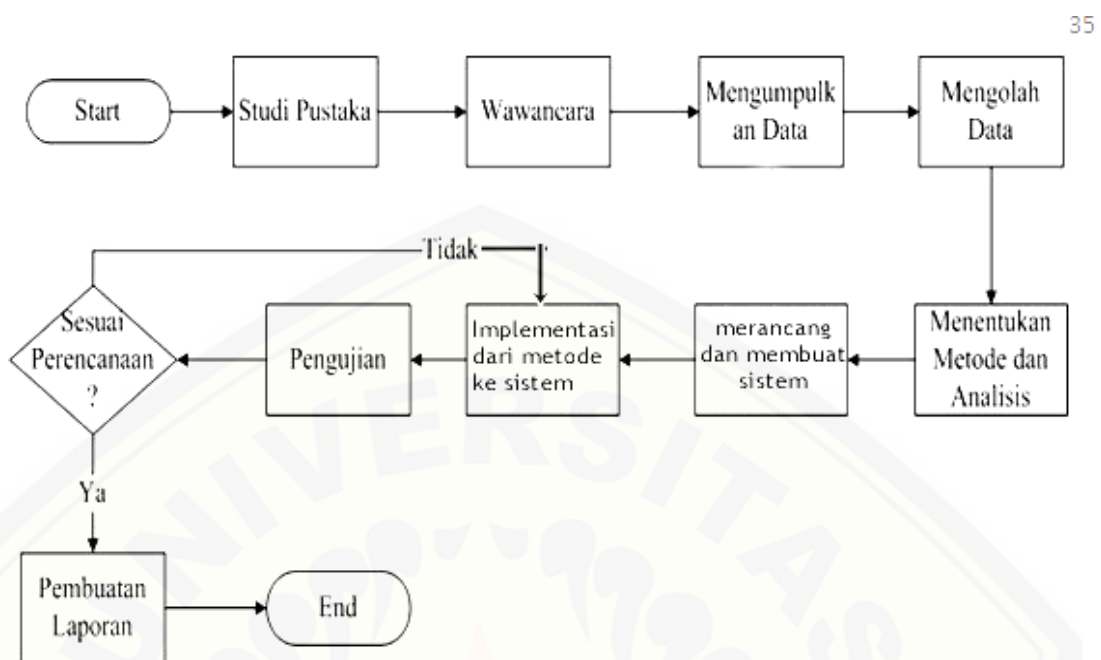 35
Start
Studi Pustaka
Wawancara
Mengumpulk
an Data
Mengolah
Data
Tidak
Sesuai
Perencanaan
?
Pengujian
Implementasi
dari metode
ke sistem
merancang
dan membuat
sistem
Menentukan
Metode dan
Analisis
UNIVERSITAS
Ya
Pembuatan
Laporan
End